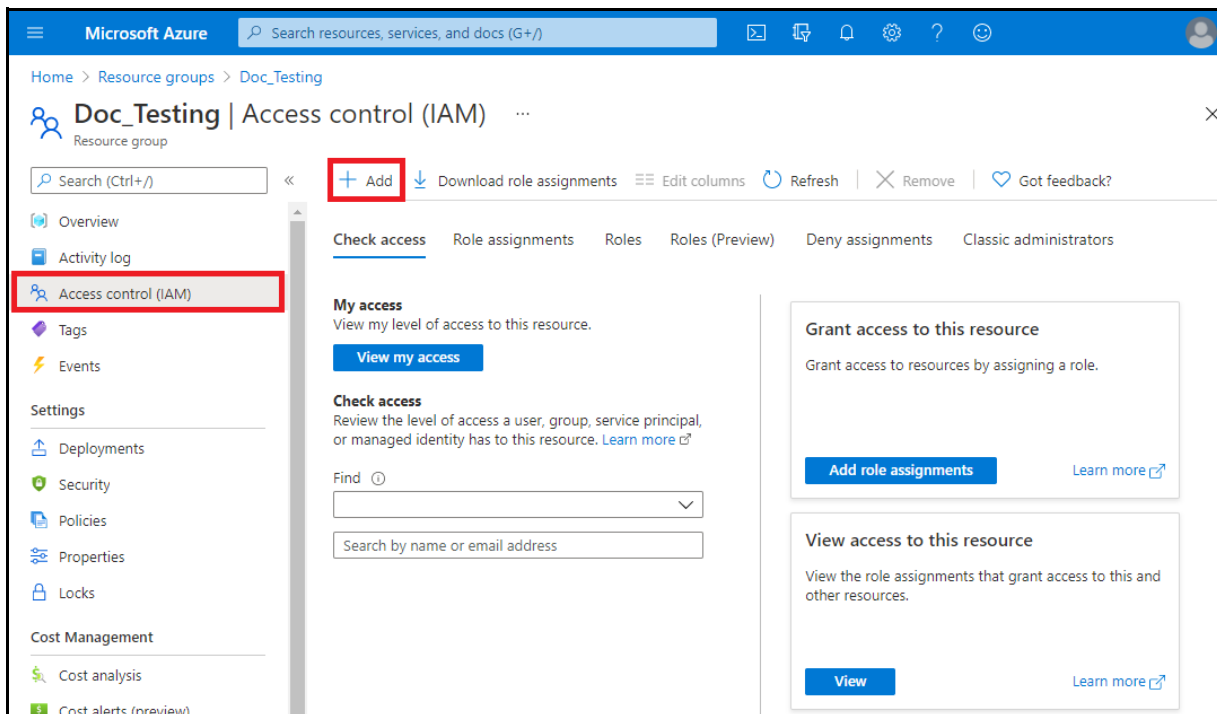 Microsoft Azure
Search resources, services, and docs (G+/)
Home > Resource groups > Doc_Testing
Doc_Testing | Access control (IAM) ...
Resource group
Search (Ctrl+/)
«
Overview
Activity log
Access control (IAM)
Tags
Events
Settings
Deployments
Security
Policies
Properties
Locks
Cost Management
Cost analysis
Cost alerts (preview)
+ Add
Download role assignments
Edit columns
Refresh
Remove
Got feedback?
Check access
Role assignments
Roles
Roles (Preview)
Deny assignments
Classic administrators
My access
View my level of access to this resource.
View my access
Check access
Review the level of access a user, group, service principal,
or managed identity has to this resource. Learn more
Find
Search by name or email address
Grant access to this resource
Grant access to resources by assigning a role.
Add role assignments
Learn more
View access to this resource
View the role assignments that grant access to this and
other resources.
View
Learn more